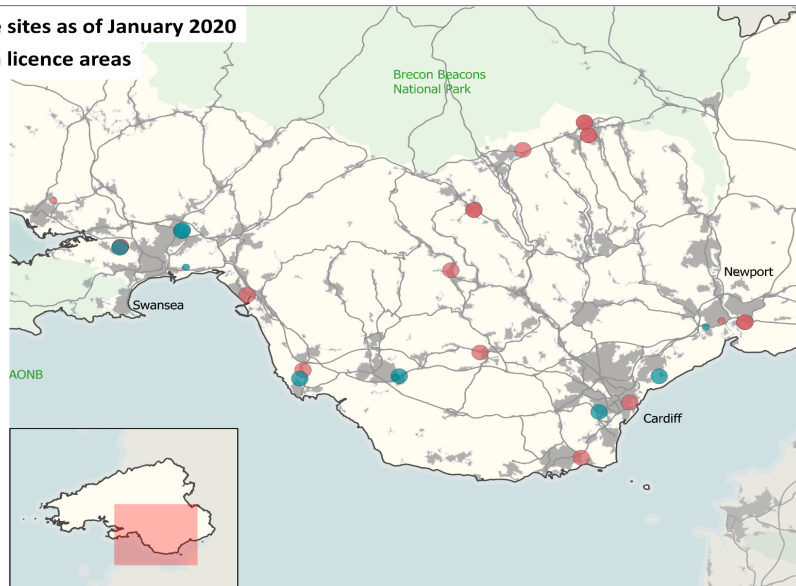 sites as of January 2020
licence areas
Brecon Beacons
National Park
Newport
Swansea
AONB
Cardiff